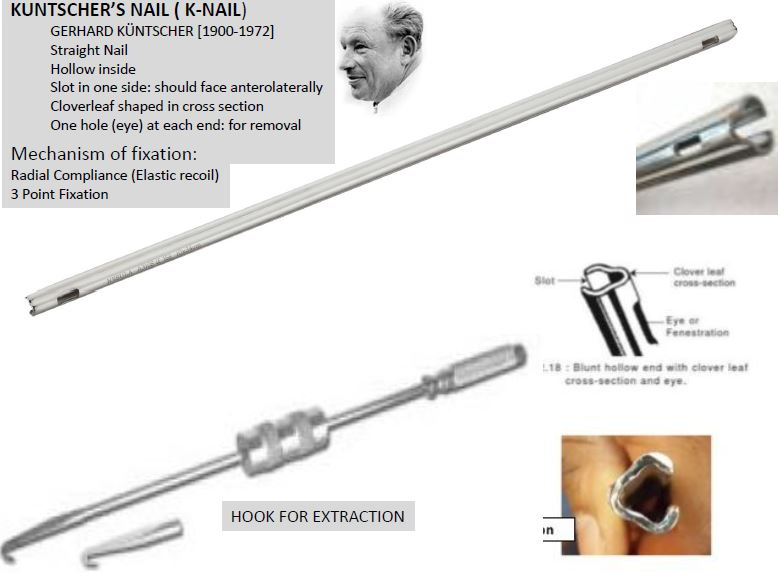 KUNTSCHER'S NAIL ( K-NAIL)
GERHARD KÜNTSCHER [1900-1972]
Straight Nail
Hollow inside
Slot in one side: should face anterolaterally
Cloverleaf shaped in cross section
One hole (eye) at each end: for removal
Mechanism of fixation:
Radial Compliance (Elastic recoil)
3 Point Fixation
Slot
Clover leaf
cross-section
Eye or
Fenestration
.18 : Blunt hollow end with clover leaf
cross-section and eye.
HOOK FOR EXTRACTION
on